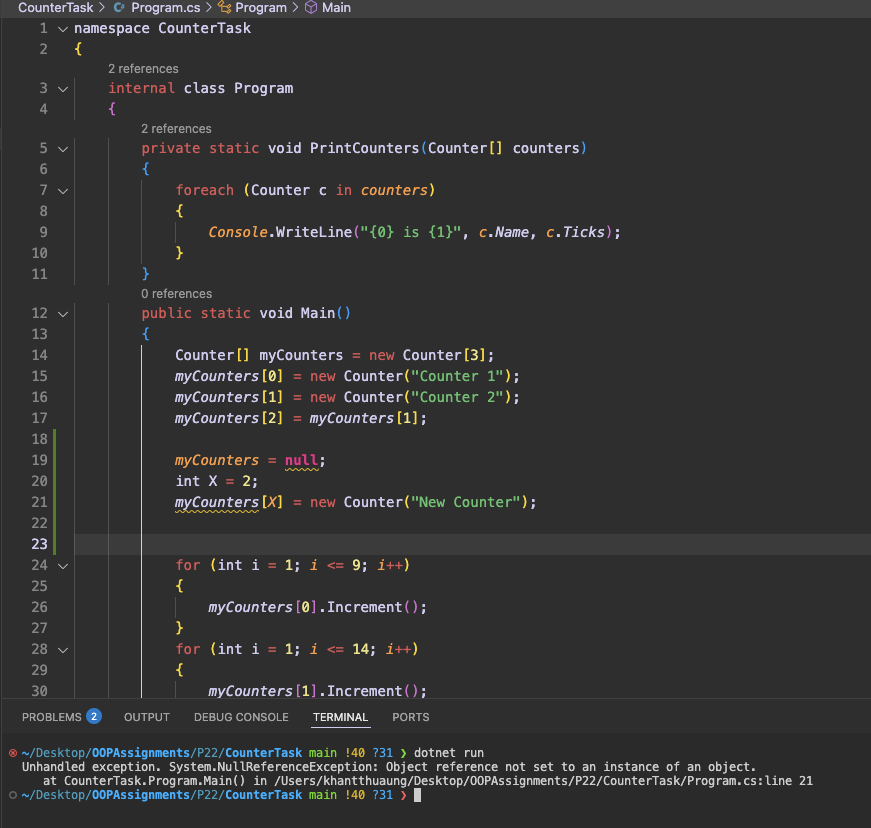 CounterTask > Program.cs > Program > Main
1 namespace CounterTask
2 {
2 references
3 internal class Program
4 {
2 references
5 private static void PrintCounters(Counter[] counters)
6 {
7 foreach (Counter c in counters)
8 {
9 Console.WriteLine("{0} is {1}", c.Name, c.Ticks);
10 }
11 }
0 references
12 public static void Main()
13 {
14 Counter[] myCounters = new Counter[3];
15 myCounters[0] = new Counter("Counter 1");
16 myCounters[1] = new Counter("Counter 2");
17 myCounters[2] = myCounters[1];
18
19 myCounters = null;
20 int X = 2;
21 myCounters[X] = new Counter("New Counter");
22
23
24 for (int i = 1; i <= 9; i++)
25 {
26 myCounters[0].Increment();
27 }
28 for (int i = 1; i <= 14; i++)
29 {
30 myCounters[1].Increment();
PROBLEMS 2 OUTPUT DEBUG CONSOLE TERMINAL PORTS
~/Desktop/OOPAssignments/P22/CounterTask main !40 ?31 ❯ dotnet run
Unhandled exception. System.NullReferenceException: Object reference not set to an instance of an object.
at CounterTask.Program.Main() in /Users/khantthuaung/Desktop/OOPAssignments/P22/CounterTask/Program.cs:line 21
~/Desktop/OOPAssignments/P22/CounterTask main !40 ?31 ❯